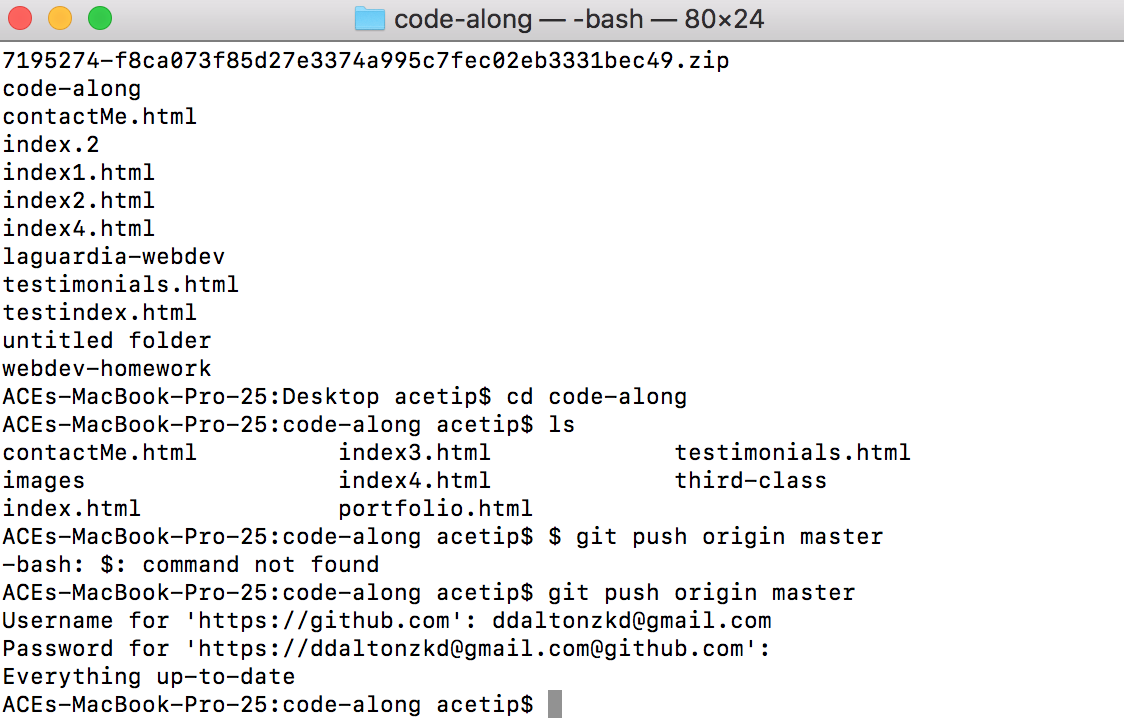 code-along — -bash — 80×24
7195274-f8ca073f85d27e3374a995c7fec02eb3331bec49.zip
code-along
contactMe.html
index.2
index1.html
index2.html
index4.html
laguardia-webdev
testimonials.html
testindex.html
untitled folder
webdev-homework
ACEs-MacBook-Pro-25:Desktop acetip$ cd code-along
ACEs-MacBook-Pro-25:code-along acetip$ ls
contactMe.html index3.html testimonials.html
images index4.html third-class
index.html portfolio.html
ACEs-MacBook-Pro-25:code-along acetip$ $ git push origin master
-bash: $: command not found
ACEs-MacBook-Pro-25:code-along acetip$ git push origin master
Username for 'https://github.com': ddaltonzkd@gmail.com
Password for 'https://ddaltonzkd@gmail.com@github.com':
Everything up-to-date
ACEs-MacBook-Pro-25:code-along acetip$